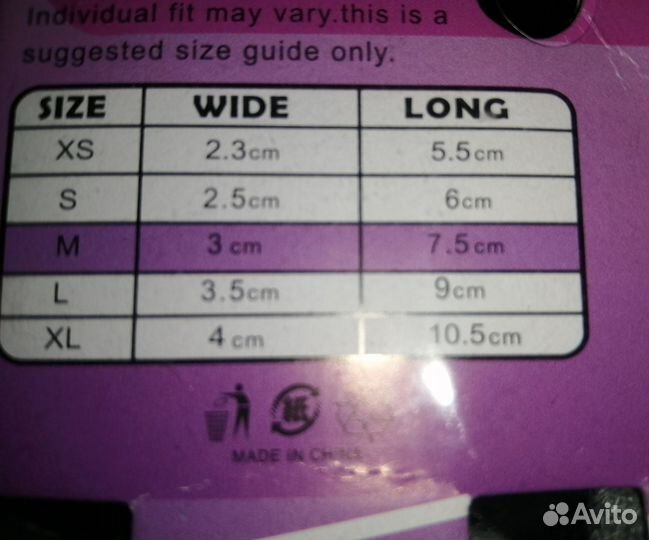 Individual fit may vary.this is a
suggested size guide only.
SIZE WIDE LONG
XS 2.3cm 5.5cm
S 2.5cm 6cm
M 3 cm 7.5cm
L 3.5cm 9cm
XL 4 cm 10.5cm
紙
MADE IN CHINA
Avito